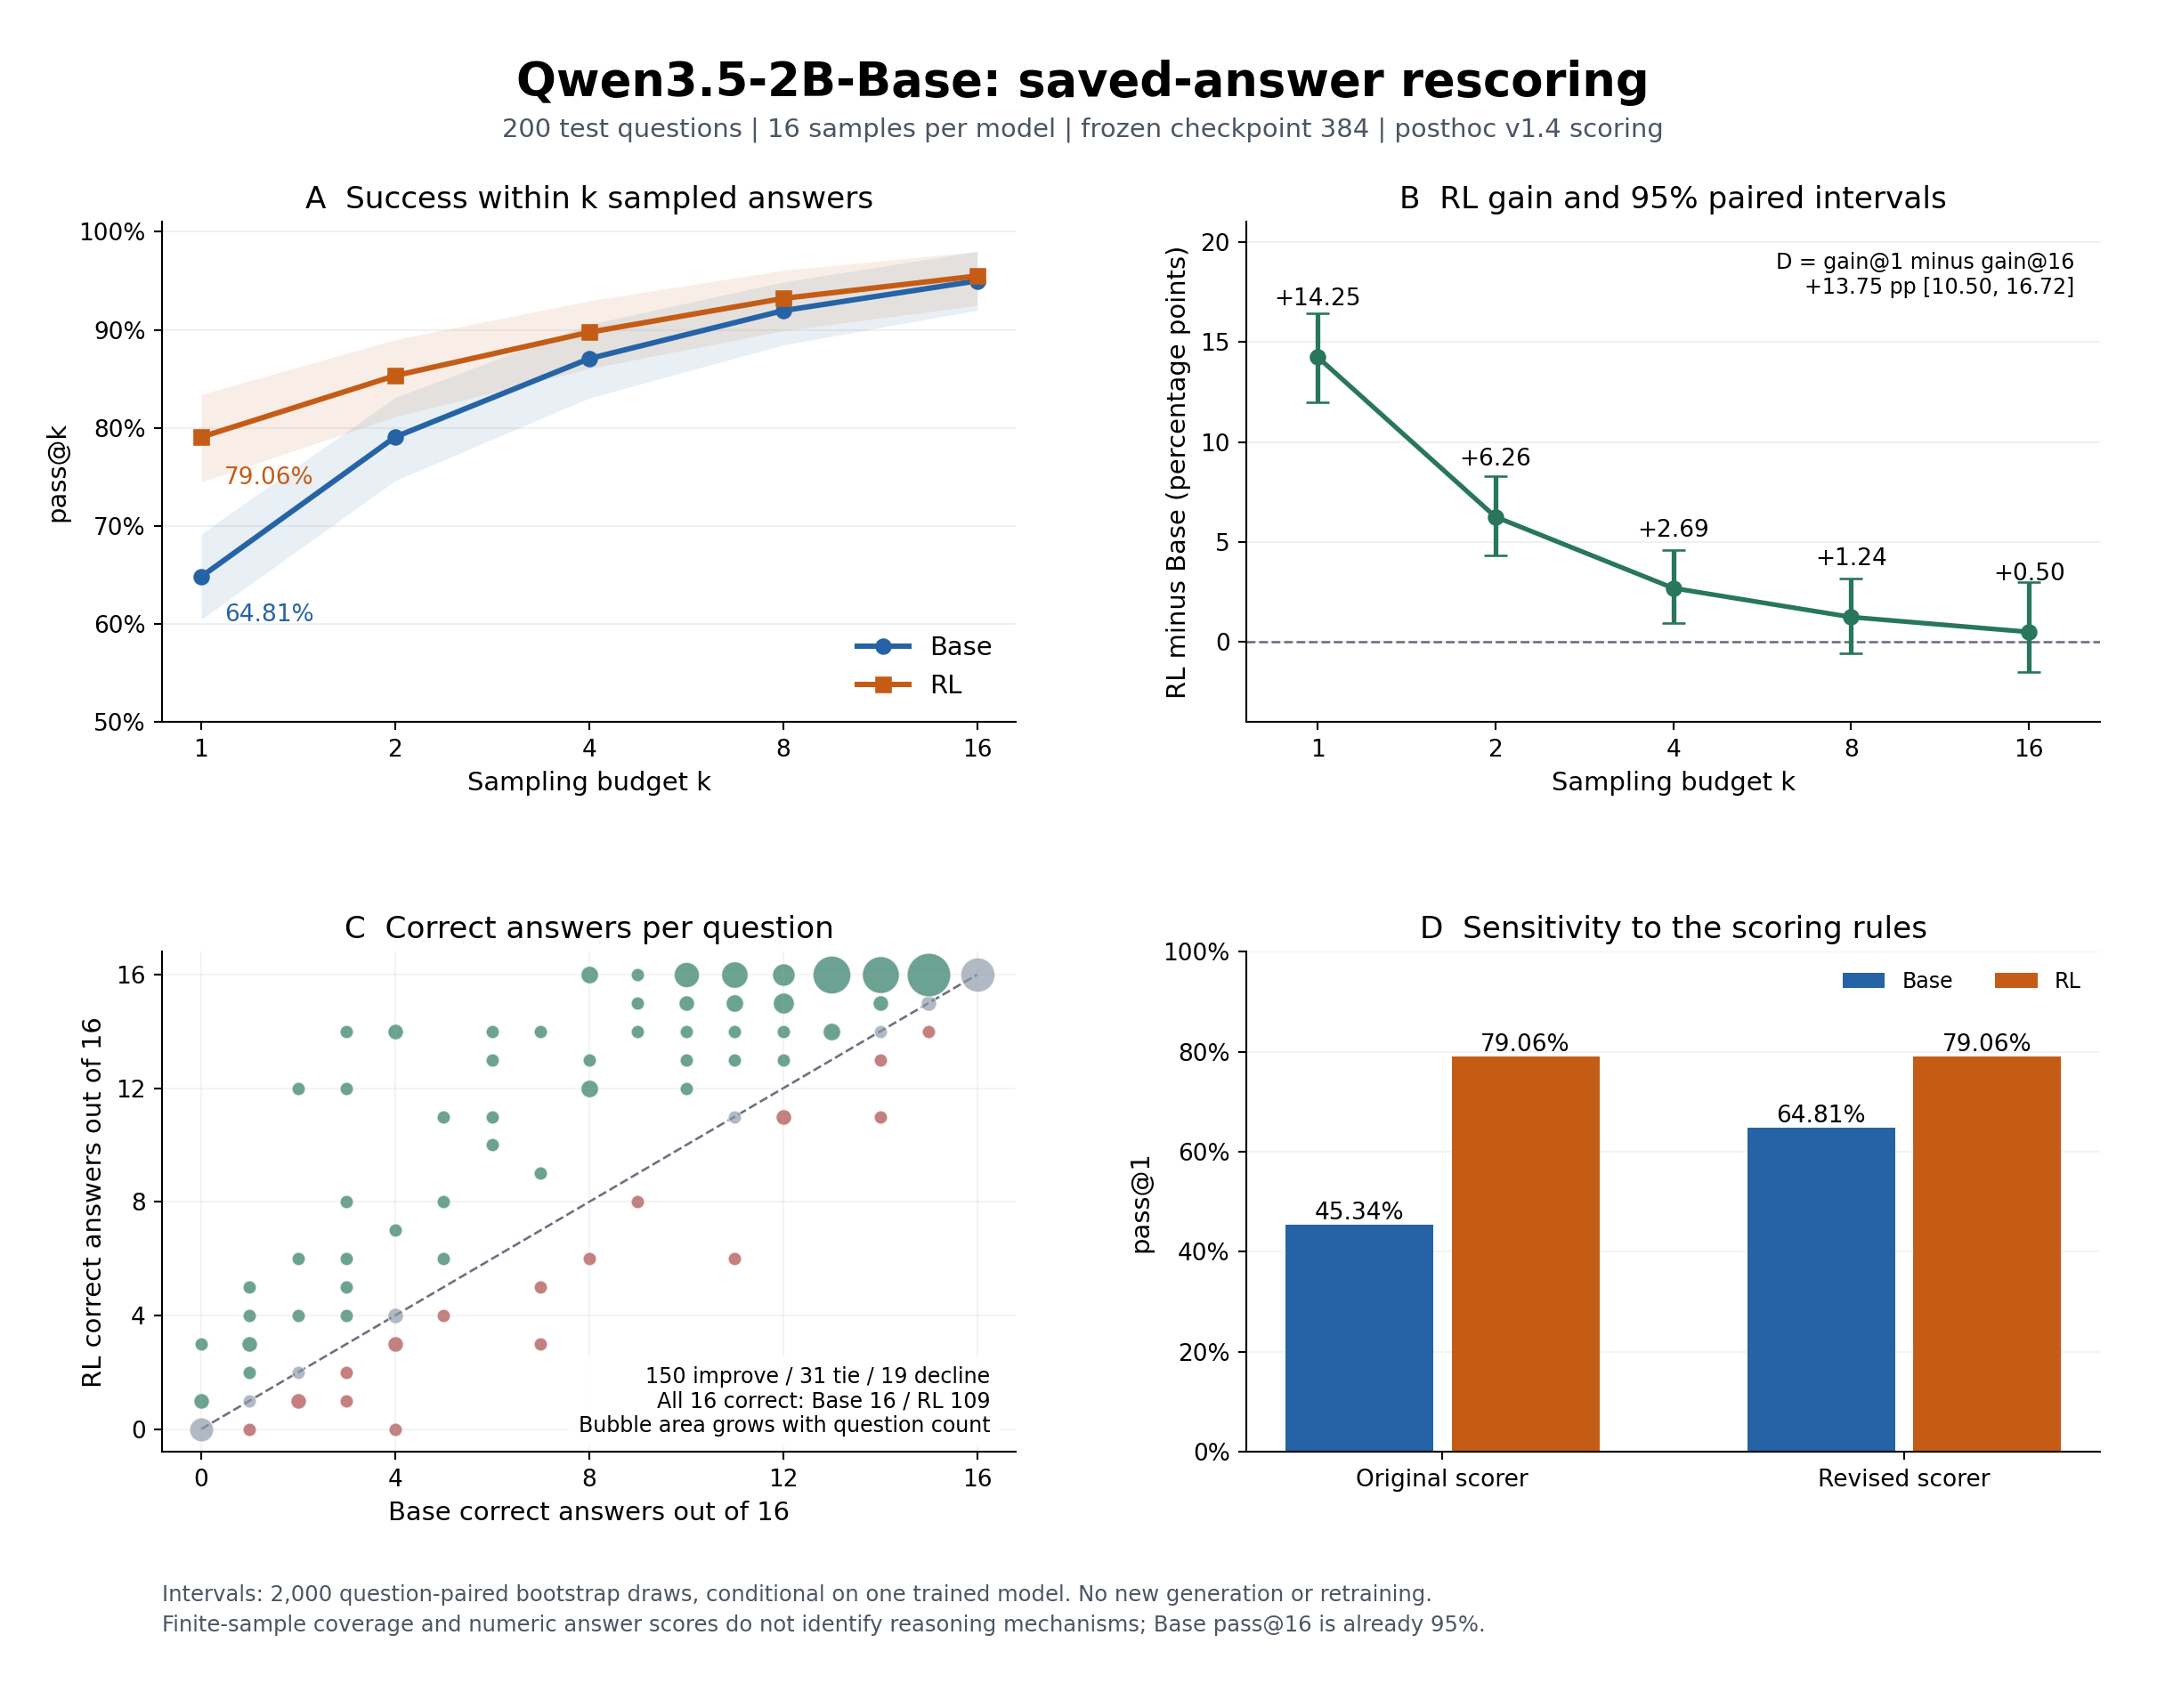 Qwen3.5-2B-Base: saved-answer rescoring
200 test questions | 16 samples per model | frozen checkpoint 384 | posthoc v1.4 scoring
A Success within k sampled answers
100%
90%
80%
70%
60%
50%
pass@k
79.06%
64.81%
Base
RL
1
2
4
8
16
Sampling budget k
B RL gain and 95% paired intervals
20
15
10
5
0
RL minus Base (percentage points)
D = gain@1 minus gain@16
+13.75 pp [10.50, 16.72]
+14.25
+6.26
+2.69
+1.24
+0.50
1
2
4
8
16
Sampling budget k
C Correct answers per question
16
12
8
4
0
RL correct answers out of 16
150 improve / 31 tie / 19 decline
All 16 correct: Base 16 / RL 109
Bubble area grows with question count
0
4
8
12
16
Base correct answers out of 16
D Sensitivity to the scoring rules
100%
80%
60%
40%
20%
0%
pass@1
Base
RL
45.34%
79.06%
64.81%
79.06%
Original scorer
Revised scorer
Intervals: 2,000 question-paired bootstrap draws, conditional on one trained model. No new generation or retraining.
Finite-sample coverage and numeric answer scores do not identify reasoning mechanisms; Base pass@16 is already 95%.